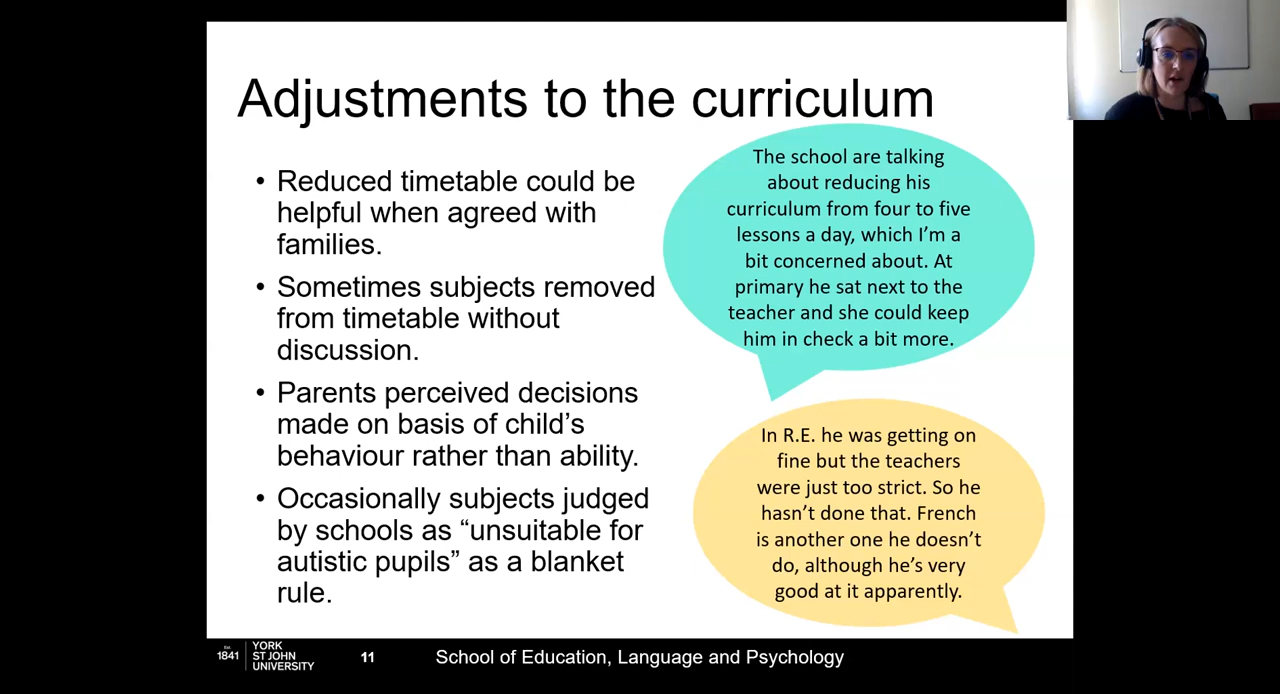 Adjustments to the curriculum
• Reduced timetable could be
helpful when agreed with
families.
• Sometimes subjects removed
from timetable without
discussion.
• Parents perceived decisions
made on basis of child’s
behaviour rather than ability.
• Occasionally subjects judged
by schools as “unsuitable for
autistic pupils” as a blanket
rule.
The school are talking
about reducing his
curriculum from four to five
lessons a day, which I’m a
bit concerned about. At
primary he sat next to the
teacher and she could keep
him in check a bit more.
In R.E. he was getting on
fine but the teachers
were just too strict. So he
hasn’t done that. French
is another one he doesn’t
do, although he’s very
good at it apparently.
Est.
1841
YORK
ST JOHN
UNIVERSITY
11
School of Education, Language and Psychology